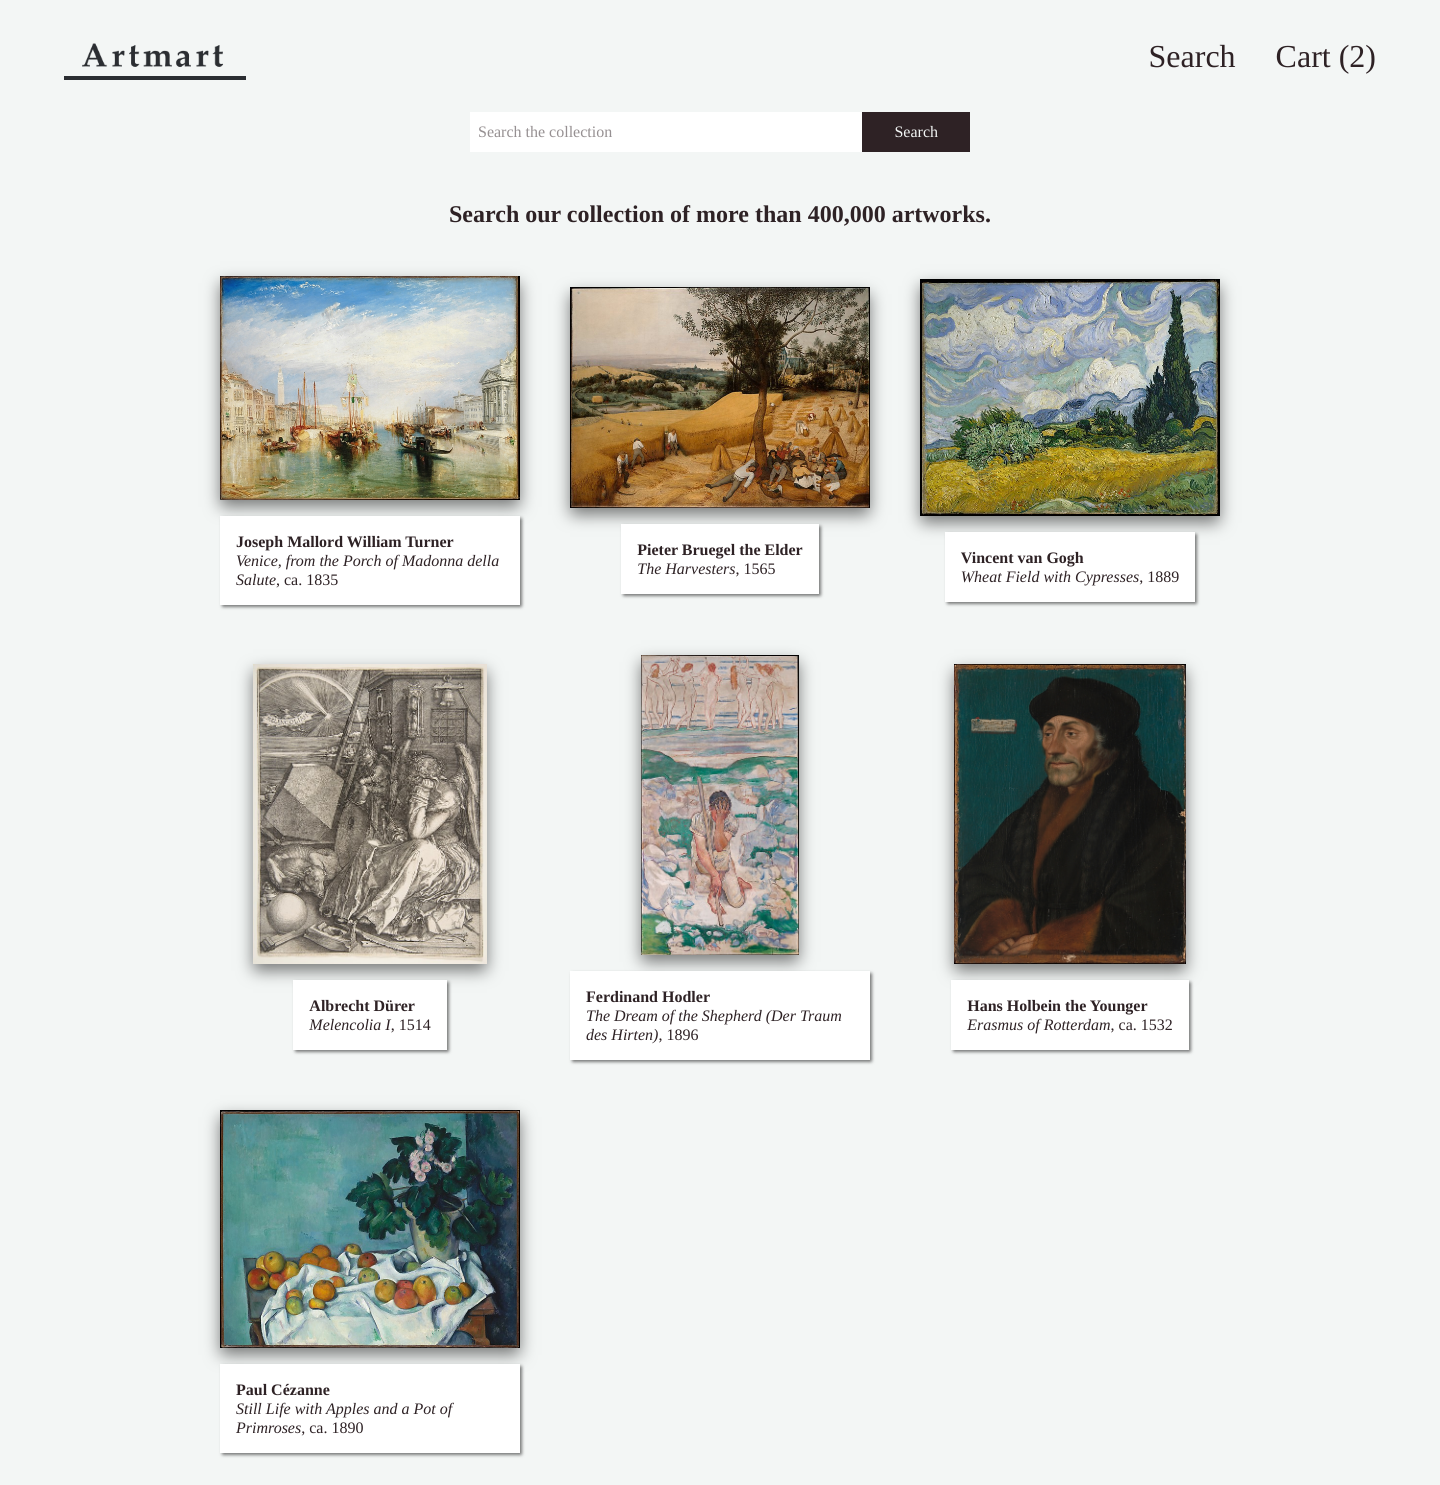 Artmart
Search
Cart (2)
Search the collection
Search
Search our collection of more than 400,000 artworks.
Joseph Mallord William Turner
Venice, from the Porch of Madonna della
Salute, ca. 1835
Pieter Bruegel the Elder
The Harvesters, 1565
Vincent van Gogh
Wheat Field with Cypresses, 1889
Albrecht Dürer
Melencolia I, 1514
Ferdinand Hodler
The Dream of the Shepherd (Der Traum
des Hirten), 1896
Hans Holbein the Younger
Erasmus of Rotterdam, ca. 1532
Paul Cézanne
Still Life with Apples and a Pot of
Primroses, ca. 1890